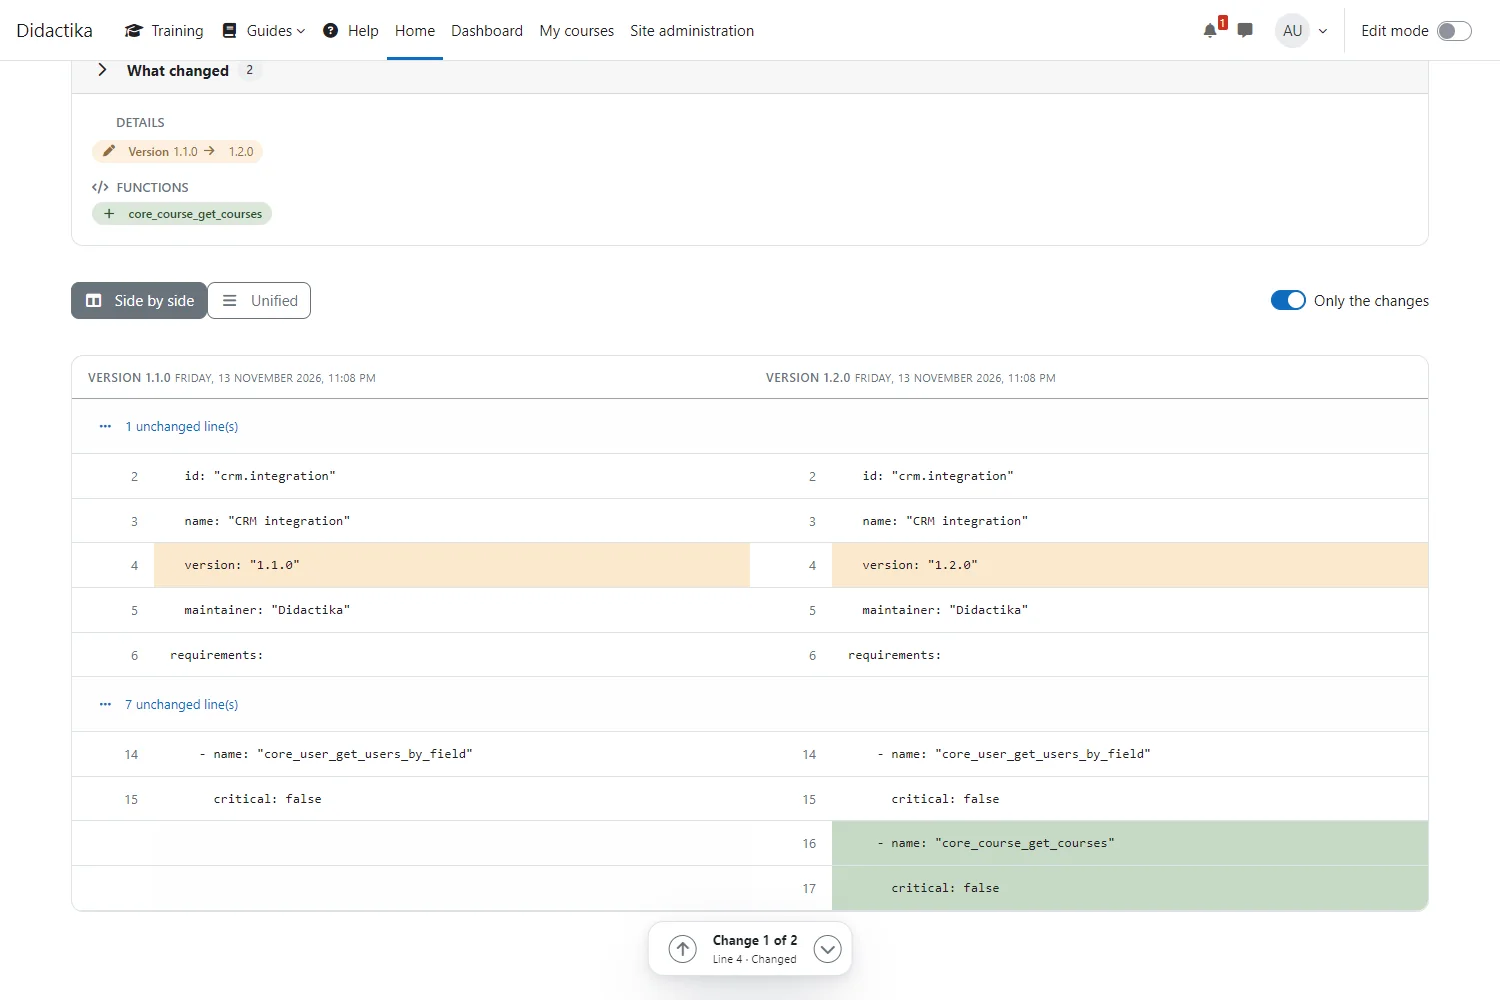 Didactika Training Guides Help Home Dashboard My courses Site administration 1 AU Edit mode
What changed 2
DETAILS
Version 1.1.0 → 1.2.0
</> FUNCTIONS
+ core_course_get_courses
Side by side Unified Only the changes
VERSION 1.1.0 FRIDAY, 13 NOVEMBER 2026, 11:08 PM VERSION 1.2.0 FRIDAY, 13 NOVEMBER 2026, 11:08 PM
··· 1 unchanged line(s)
2 id: "crm.integration" 2 id: "crm.integration"
3 name: "CRM integration" 3 name: "CRM integration"
4 version: "1.1.0" 4 version: "1.2.0"
5 maintainer: "Didactika" 5 maintainer: "Didactika"
6 requirements: 6 requirements:
··· 7 unchanged line(s)
14 - name: "core_user_get_users_by_field" 14 - name: "core_user_get_users_by_field"
15 critical: false 15 critical: false
16 - name: "core_course_get_courses"
17 critical: false
Change 1 of 2
Line 4 · Changed